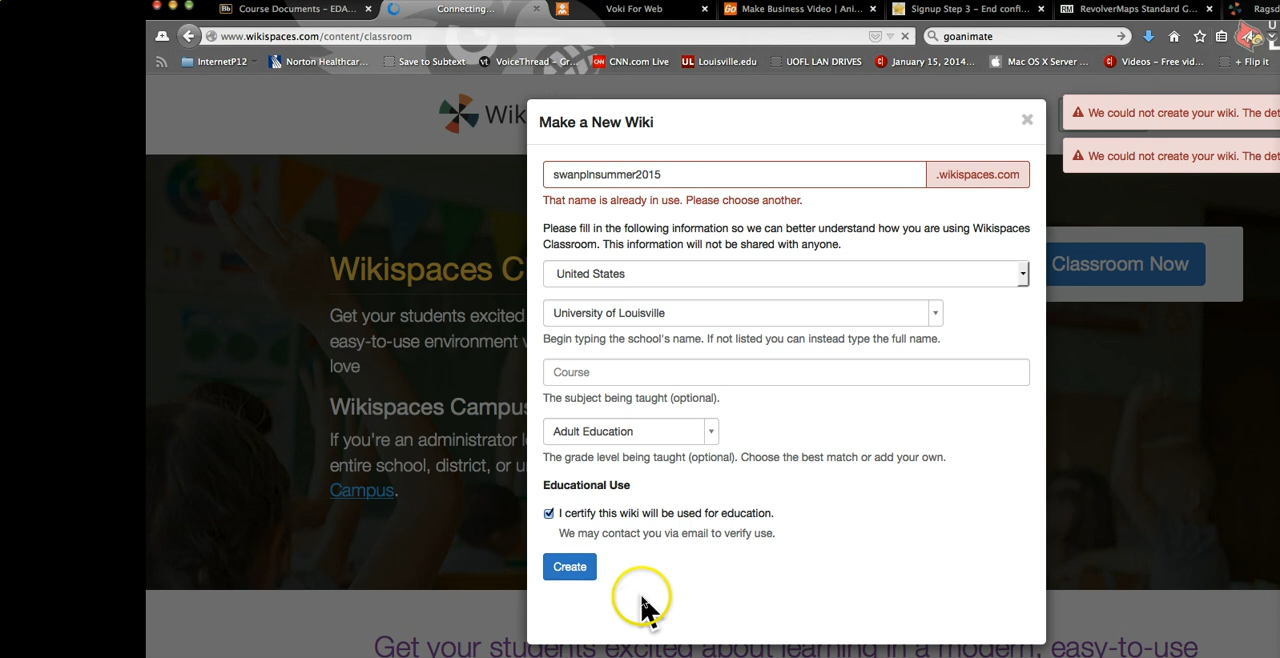 Course Documents – EDA...
Connecting...
Voki For Web
Make Business Video | Ani...
Signup Step 3 – End confi...
RevolverMaps Standard G...
Ragsd
www.wikispaces.com/content/classroom
goanimate
InternetP12
Norton Healthcar...
Save to Subtext
VoiceThread – Gr...
CNN.com Live
Louisville.edu
UOFL LAN DRIVES
January 15, 2014...
Mac OS X Server ...
Videos – Free vid...
+ Flip it
Wik
Make a New Wiki
We could not create your wiki. The det
We could not create your wiki. The det
swanplnsummer2015
.wikispaces.com
That name is already in use. Please choose another.
Please fill in the following information so we can better understand how you are using Wikispaces
Classroom. This information will not be shared with anyone.
United States
University of Louisville
Begin typing the school's name. If not listed you can instead type the full name.
Course
The subject being taught (optional).
Adult Education
The grade level being taught (optional). Choose the best match or add your own.
Educational Use
I certify this wiki will be used for education.
We may contact you via email to verify use.
Create
Wikispaces C
Classroom Now
Get your students excited
easy-to-use environment
love
Wikispaces Campus
If you're an administrator
entire school, district, or u
Campus.
Get your students excited about learning in a modern, easy-to-use